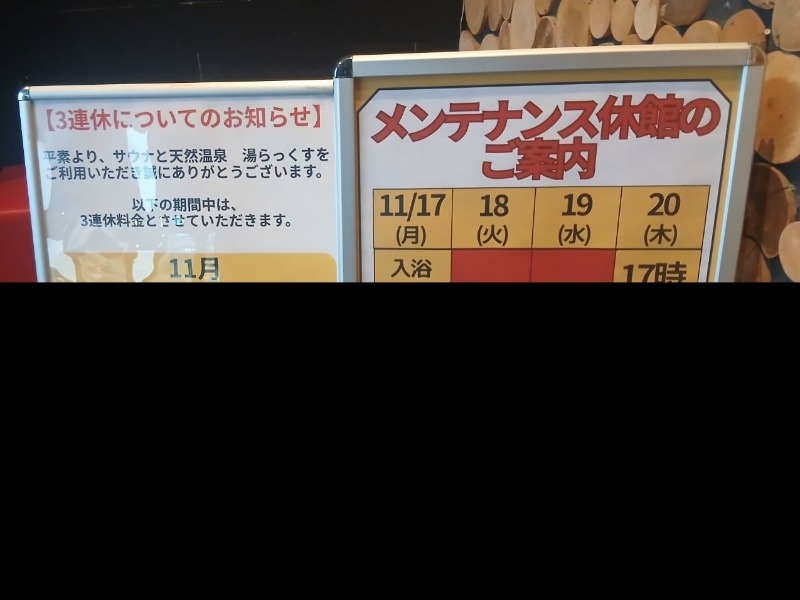 【3連休についてのお知らせ】
平素より、サウナと天然温泉 湯らっくすを
ご利用いただき誠にありがとうございます。
以下の期間中は、
3連休料金とさせていただきます。
11月
メンテナンス休館の
ご案内
11/17 18 19 20
(月) (火) (水) (木)
入浴 17時